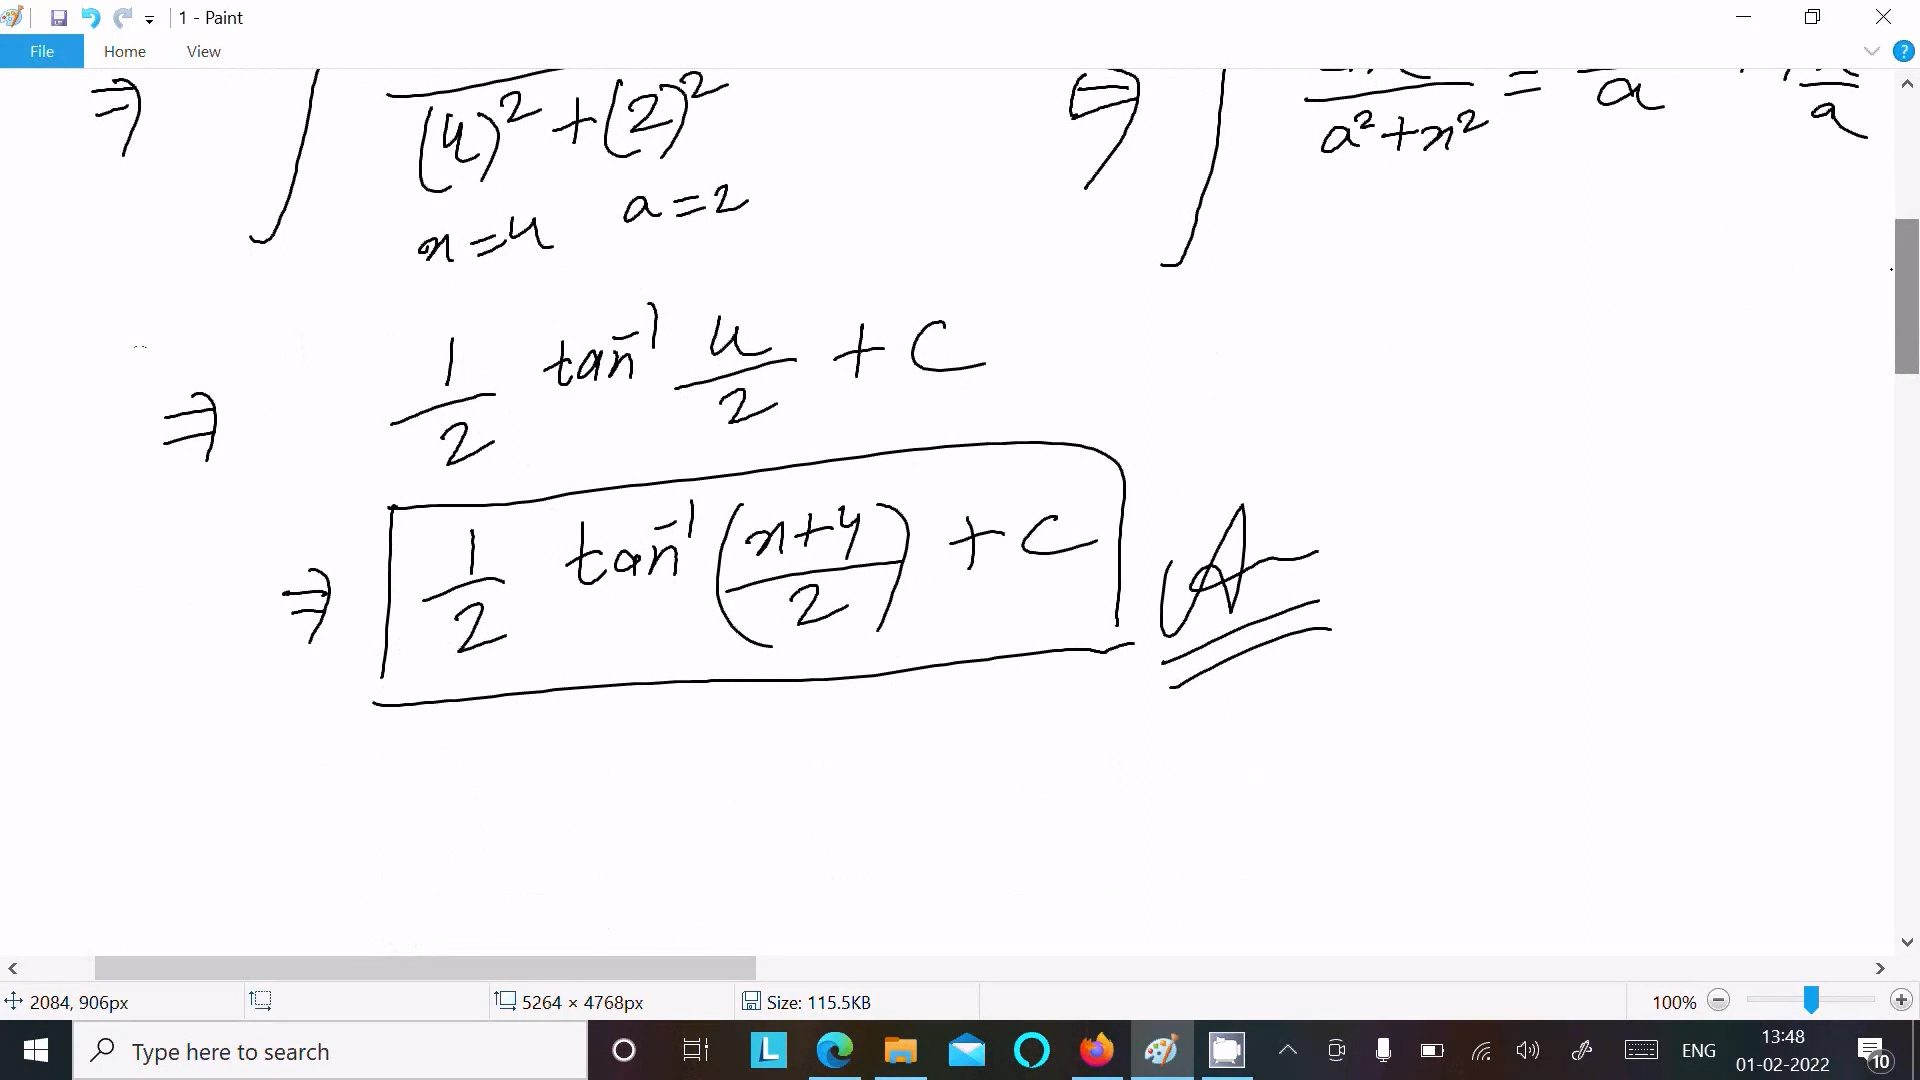 1 - Paint
File Home View
⇒ ∫ (u)² + (2)²
x = u a = 2
⇒ ∫ a² + x² = a a
⇒ 1/2 tan⁻¹ u/2 + C
⇒ 1/2 tan⁻¹ (x+4/2) + C A
2084, 906px 5264 × 4768px Size: 115.5KB 100%
Type here to search L ENG 13:48
01-02-2022 10